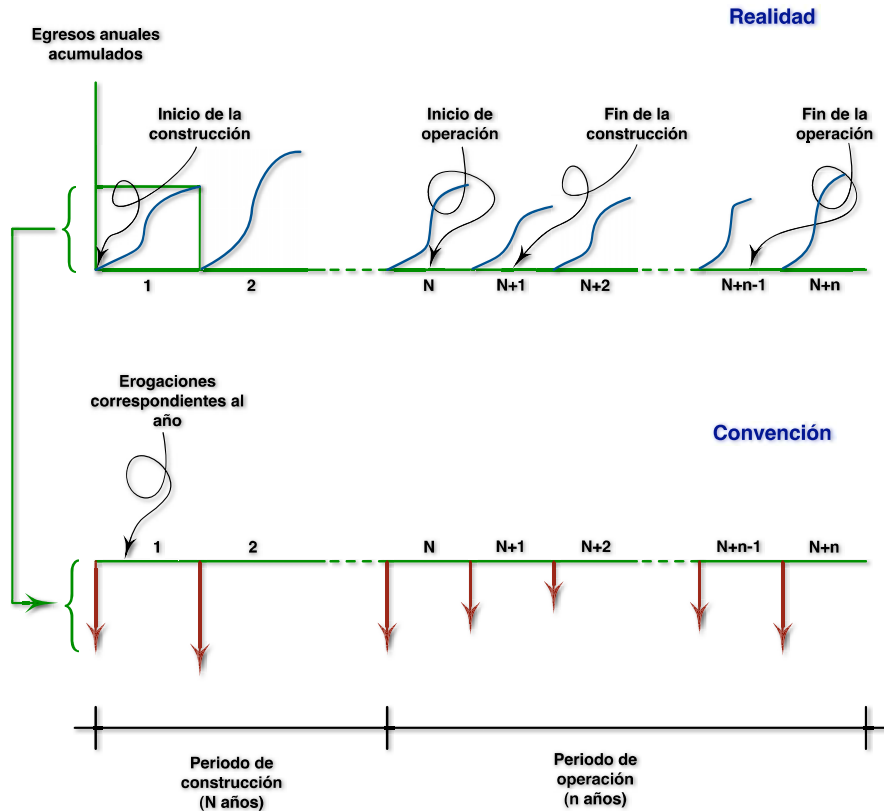 Realidad
Egresos anuales
acumulados
Inicio de la
construcción
Inicio de
operación
Fin de la
construcción
Fin de la
operación
1
2
N
N+1
N+2
N+n-1
N+n
Erogaciones
correspondientes al
año
Convención
1
2
N
N+1
N+2
N+n-1
N+n
Periodo de
construcción
(N años)
Periodo de
operación
(n años)